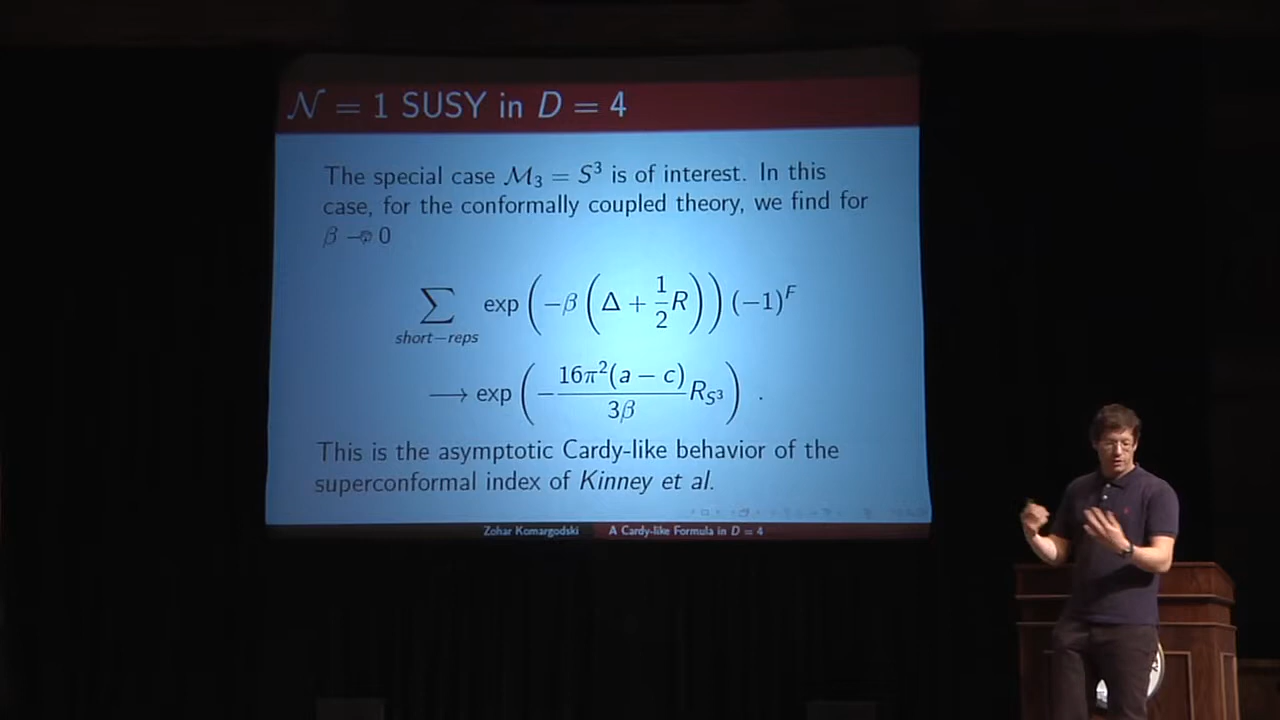 𝒩 = 1 SUSY in D = 4
The special case ℳ₃ = S³ is of interest. In this
case, for the conformally coupled theory, we find for
β → 0
∑ exp(−β(Δ + 1/2 R))(−1)^F
short−reps
⟶ exp(−16π²(a − c)/3β R_{S³}) .
This is the asymptotic Cardy-like behavior of the
superconformal index of Kinney et al.
Zohar Komargodski A Cardy-like Formula in D = 4